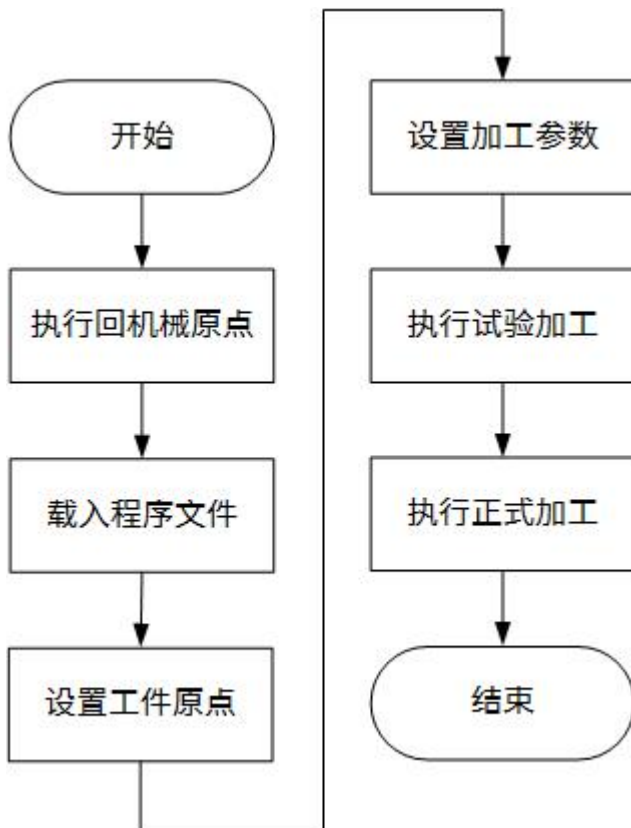 开始
执行回机械原点
载入程序文件
设置工件原点
设置加工参数
执行试验加工
执行正式加工
结束